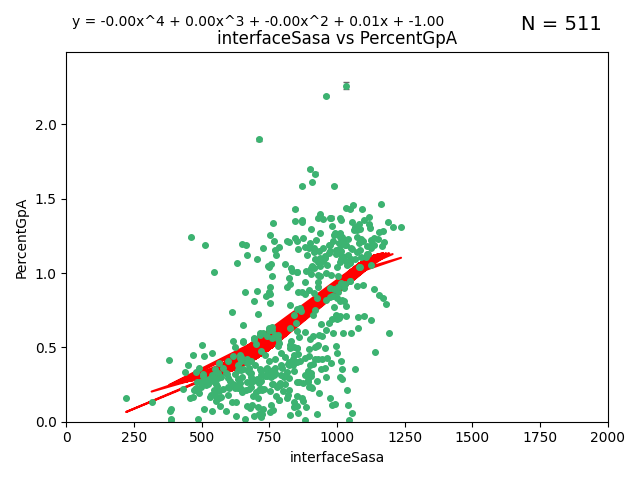 y = -0.00x^4 + 0.00x^3 + -0.00x^2 + 0.01x + -1.00
N = 511
interfaceSasa vs PercentGpA
PercentGpA
2.0
1.5
1.0
0.5
0.0
0 250 500 750 1000 1250 1500 1750 2000
interfaceSasa